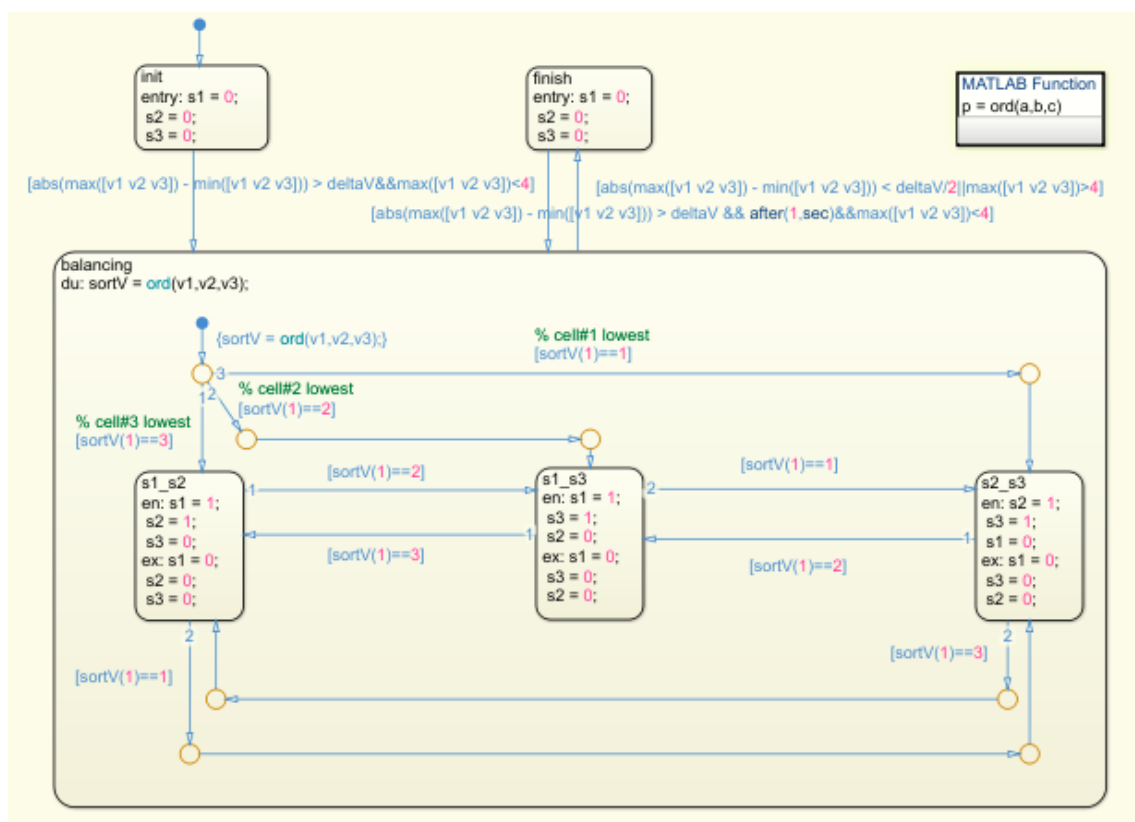 init
entry: s1 = 0;
s2 = 0;
s3 = 0;
finish
entry: s1 = 0;
s2 = 0;
s3 = 0;
MATLAB Function
p = ord(a,b,c)
[abs(max([v1 v2 v3]) - min([v1 v2 v3])) > deltaV&&max([v1 v2 v3])<4]
[abs(max([v1 v2 v3]) - min([v1 v2 v3])) < deltaV/2||max([v1 v2 v3])>4]
[abs(max([v1 v2 v3]) - min([v1 v2 v3])) > deltaV && after(1,sec)&&max([v1 v2 v3])<4]
balancing
du: sortV = ord(v1,v2,v3);
{sortV = ord(v1,v2,v3);}
% cell#1 lowest
[sortV(1)==1]
3
1
2
% cell#2 lowest
[sortV(1)==2]
% cell#3 lowest
[sortV(1)==3]
s1_s2
en: s1 = 1;
s2 = 1;
s3 = 0;
ex: s1 = 0;
s2 = 0;
s3 = 0;
1
[sortV(1)==2]
[sortV(1)==3]
1
s1_s3
en: s1 = 1;
s3 = 1;
s2 = 0;
ex: s1 = 0;
s3 = 0;
s2 = 0;
2
[sortV(1)==1]
[sortV(1)==2]
1
s2_s3
en: s2 = 1;
s3 = 1;
s1 = 0;
ex: s1 = 0;
s3 = 0;
s2 = 0;
2
[sortV(1)==1]
2
[sortV(1)==3]